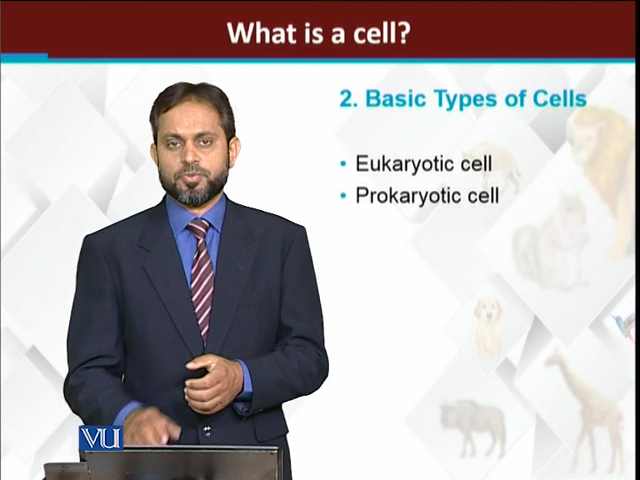 What is a cell?
2. Basic Types of Cells
• Eukaryotic cell
• Prokaryotic cell
VU